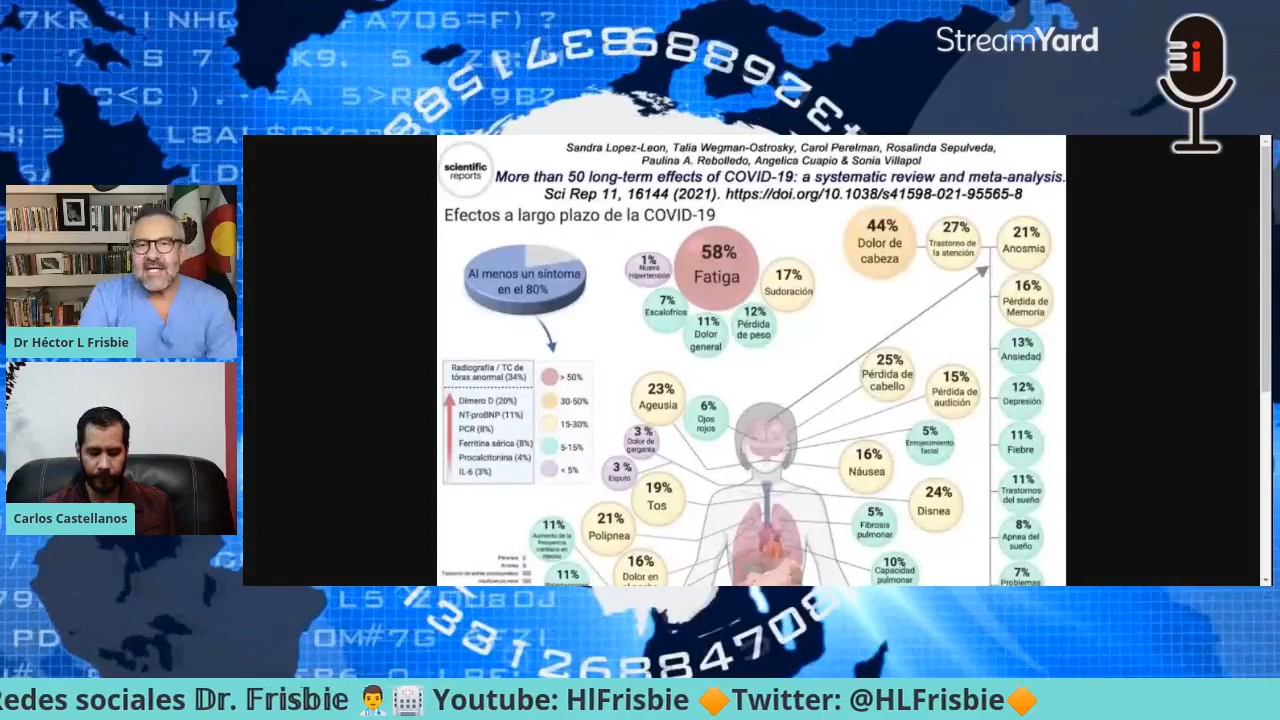 StreamYard
i
scientific
reports
Sandra Lopez-Leon, Talia Wegman-Ostrosky, Carol Perelman, Rosalinda Sepulveda,
Paulina A. Rebolledo, Angelica Cuapio & Sonia Villapol
More than 50 long-term effects of COVID-19: a systematic review and meta-analysis.
Sci Rep 11, 16144 (2021). https://doi.org/10.1038/s41598-021-95565-8
Efectos a largo plazo de la COVID-19
Al menos un síntoma
en el 80%
1%
Nueva
Hipertensión
58%
Fatiga
17%
Sudoración
7%
Escalofríos
11%
Dolor
general
12%
Pérdida
de peso
44%
Dolor de
cabeza
27%
Trastorno de
la atención
21%
Anosmia
16%
Pérdida de
Memoria
13%
Ansiedad
12%
Depresión
11%
Fiebre
11%
Trastornos
del sueño
8%
Apnea del
sueño
7%
Problemas
Radiografía / TC de
tórax anormal (34%)
Dímero D (20%)
NT-proBNP (11%)
PCR (8%)
Ferritina sérica (8%)
Procalcitonina (4%)
IL-6 (3%)
> 50%
30-50%
15-30%
5-15%
< 5%
23%
Ageusia
6%
Ojos
rojos
3 %
Dolor de
garganta
3 %
Esputo
19%
Tos
21%
Polipnea
11%
Aumento de la
frecuencia
cardiaca en
reposo
11%
16%
Dolor en
25%
Pérdida de
cabello
15%
Pérdida de
audición
5%
Enrojecimiento
facial
16%
Náusea
24%
Disnea
5%
Fibrosis
pulmonar
10%
Capacidad
pulmonar
Dr Héctor L Frisbie
Carlos Castellanos
edes sociales 𝔻𝕣. 𝔽𝕣𝕚𝕤𝕓𝕚𝕖 👨‍⚕️🏥 Youtube: HlFrisbie 🔶Twitter: @HLFrisbie🔶